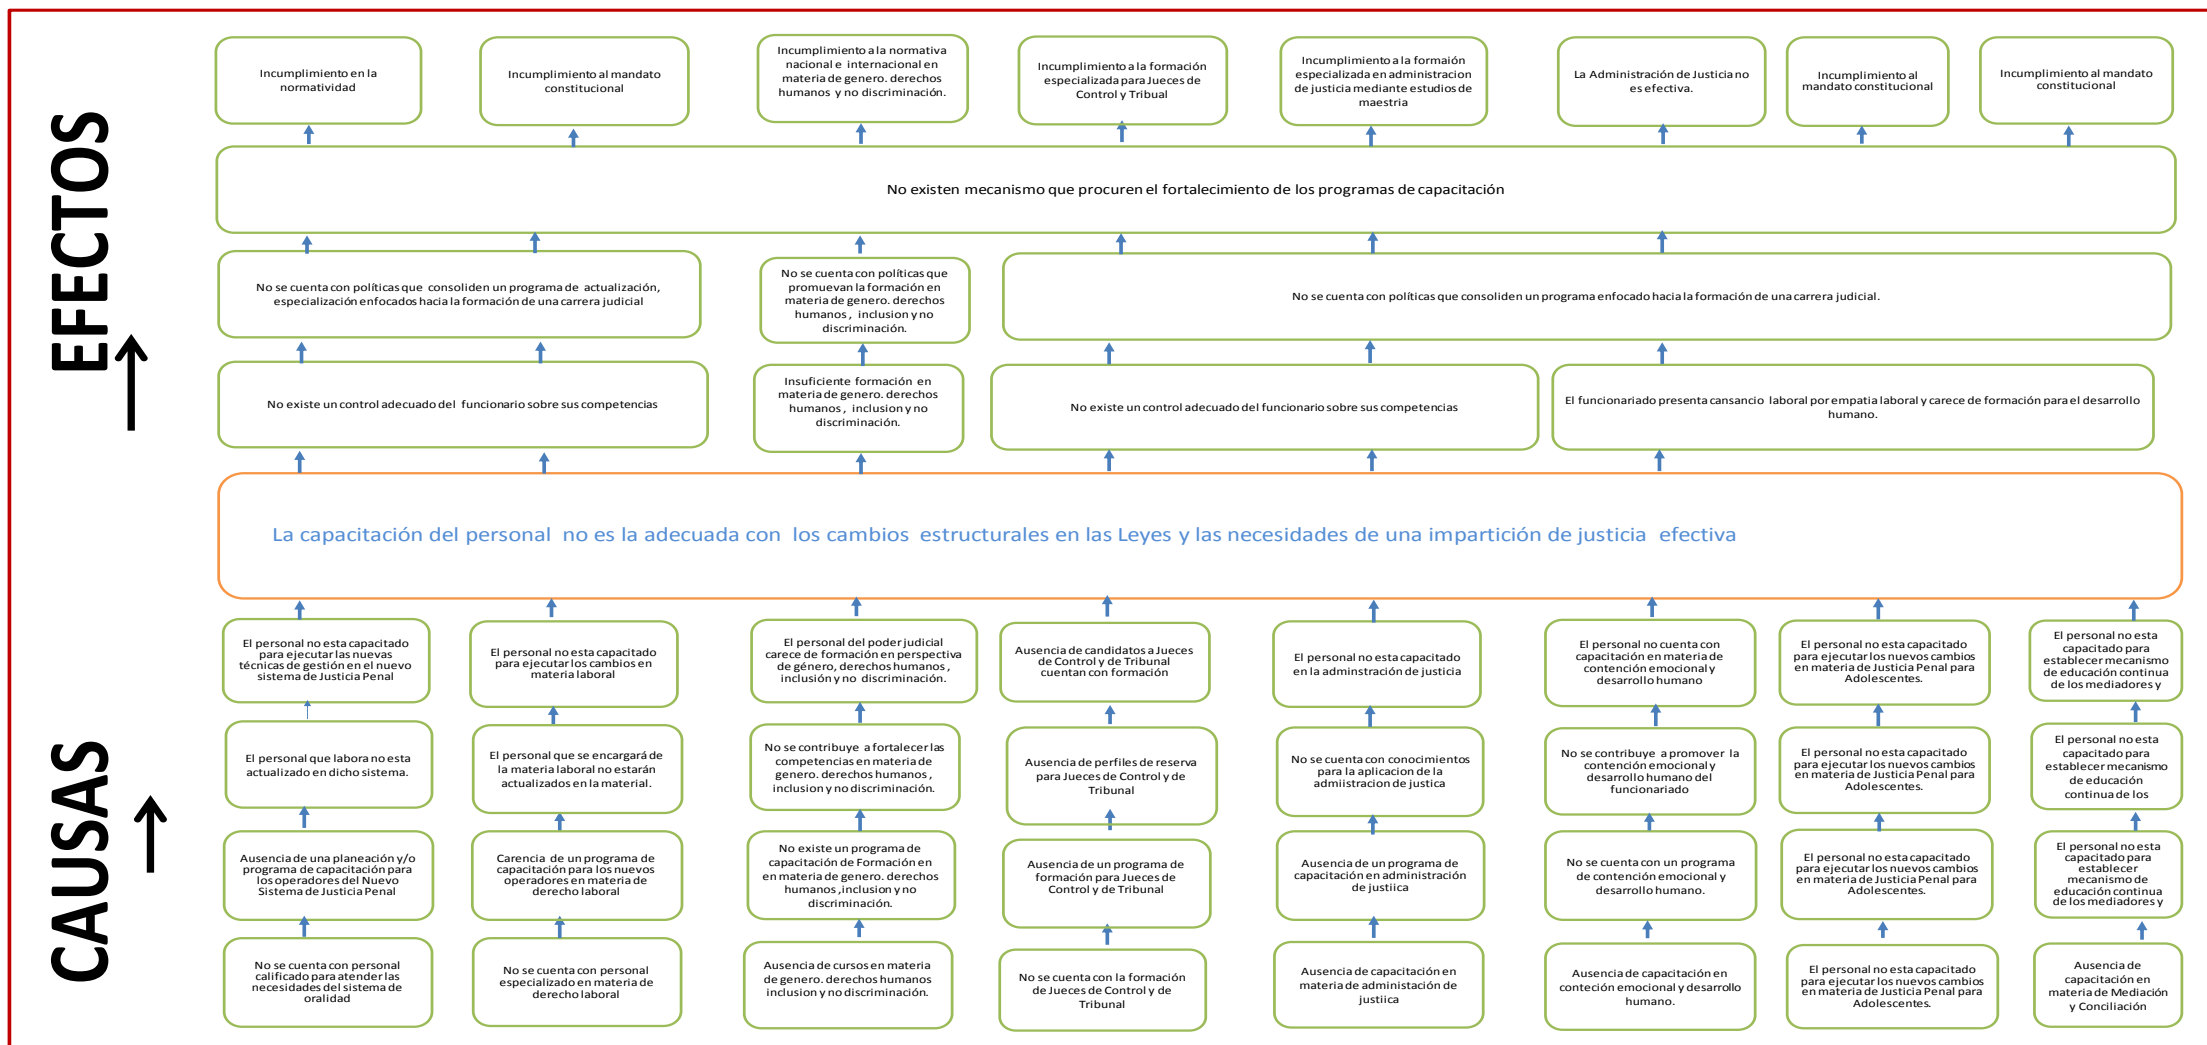 EFECTOS
Incumplimiento en la
normatividad
Incumplimiento al mandato
constitucional
Incumplimiento a la normativa
nacional e internacional en
materia de genero. derechos
humanos y no discriminación.
Incumplimiento a la formación
especializada para Jueces de
Control y Tribual
Incumplimiento a la formaión
especializada en administracion
de justicia mediante estudios de
maestria
La Administración de Justicia no
es efectiva.
Incumplimiento al
mandato constitucional
Incumplimiento al mandato
constitucional
No existen mecanismo que procuren el fortalecimiento de los programas de capacitación
No se cuenta con políticas que consoliden un programa de actualización,
especialización enfocados hacia la formación de una carrera judicial
No se cuenta con políticas que
promuevan la formación en
materia de genero. derechos
humanos , inclusion y no
discriminación.
No se cuenta con políticas que consoliden un programa enfocado hacia la formación de una carrera judicial.
No existe un control adecuado del funcionario sobre sus competencias
Insuficiente formación en
materia de genero. derechos
humanos , inclusion y no
discriminación.
No existe un control adecuado del funcionario sobre sus competencias
El funcionariado presenta cansancio laboral por empatia laboral y carece de formación para el desarrollo
humano.
La capacitación del personal no es la adecuada con los cambios estructurales en las Leyes y las necesidades de una impartición de justicia efectiva
CAUSAS
El personal no esta capacitado
para ejecutar las nuevas
técnicas de gestión en el nuevo
sistema de Justicia Penal
El personal no esta capacitado
para ejecutar los cambios en
materia laboral
El personal del poder judicial
carece de formación en perspectiva
de género, derechos humanos ,
inclusión y no discriminación.
Ausencia de candidatos a Jueces
de Control y de Tribunal
cuentan con formación
El personal no esta capacitado
en la adminstración de justicia
El personal no cuenta con
capacitación en materia de
contención emocional y
desarrollo humano
El personal no esta capacitado
para ejecutar los nuevos cambios
en materia de Justicia Penal para
Adolescentes.
El personal no esta
capacitado para
establecer mecanismo
de educación continua
de los mediadores y
El personal que labora no esta
actualizado en dicho sistema.
El personal que se encargará de
la materia laboral no estarán
actualizados en la material.
No se contribuye a fortalecer las
competencias en materia de
genero. derechos humanos ,
inclusion y no discriminación.
Ausencia de perfiles de reserva
para Jueces de Control y de
Tribunal
No se cuenta con conocimientos
para la aplicacion de la
admiistracion de justica
No se contribuye a promover la
contención emocional y
desarrollo humano del
funcionariado
El personal no esta capacitado
para ejecutar los nuevos cambios
en materia de Justicia Penal para
Adolescentes.
El personal no esta
capacitado para
establecer mecanismo
de educación
continua de los
Ausencia de una planeación y/o
programa de capacitación para
los operadores del Nuevo
Sistema de Justicia Penal
Carencia de un programa de
capacitación para los nuevos
operadores en materia de
derecho laboral
No existe un programa de
capacitación de Formación en
en materia de genero. derechos
humanos ,inclusion y no
discriminación.
Ausencia de un programa de
formación para Jueces de
Control y de Tribunal
Ausencia de un programa de
capacitación en administración
de justiica
No se cuenta con un programa
de contención emocional y
desarrollo humano.
El personal no esta capacitado
para ejecutar los nuevos cambios
en materia de Justicia Penal para
Adolescentes.
El personal no esta
capacitado para
establecer
mecanismo de
educación continua
de los mediadores y
No se cuenta con personal
calificado para atender las
necesidades del sistema de
oralidad
No se cuenta con personal
especializado en materia de
derecho laboral
Ausencia de cursos en materia
de genero. derechos humanos
inclusion y no discriminación.
No se cuenta con la formación
de Jueces de Control y de
Tribunal
Ausencia de capacitación en
materia de administación de
justiica
Ausencia de capacitación en
conteción emocional y desarrollo
humano.
El personal no esta capacitado
para ejecutar los nuevos cambios
en materia de Justicia Penal para
Adolescentes.
Ausencia de
capacitación en
materia de Mediación
y Conciliación